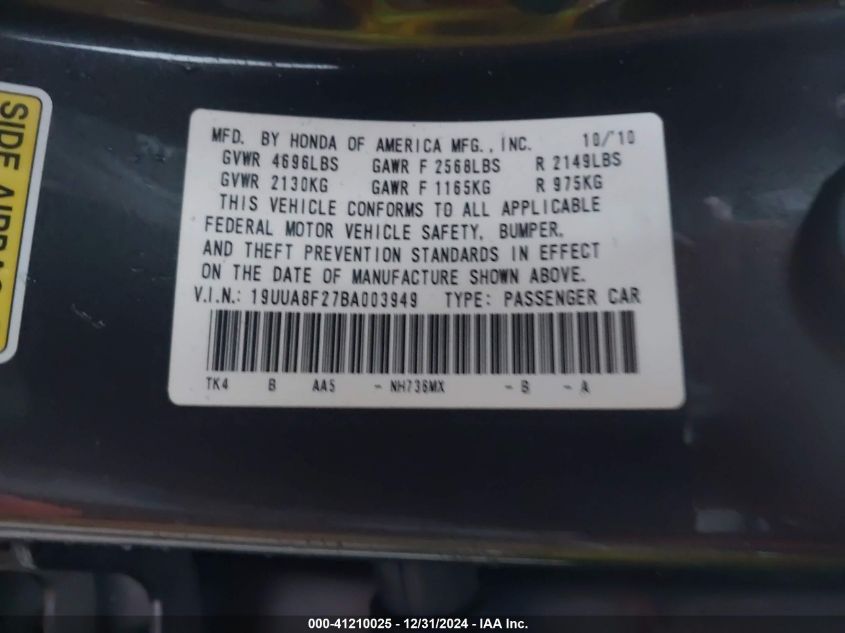 SIDE
MFD. BY HONDA OF AMERICA MFG., INC. 10/'10
GVWR 4696LBS GAWR F 2568LBS R 2149LBS
GVWR 2130KG GAWR F 1165KG R 975KG
THIS VEHICLE CONFORMS TO ALL APPLICABLE
FEDERAL MOTOR VEHICLE SAFETY, BUMPER,
AND THEFT PREVENTION STANDARDS IN EFFECT
ON THE DATE OF MANUFACTURE SHOWN ABOVE.
V.I.N.: 19UUA8F27BA003949 TYPE: PASSENGER CAR
TK4 B AA5 - NH736MX - B - A
000-41210025 - 12/31/2024 - IAA Inc.